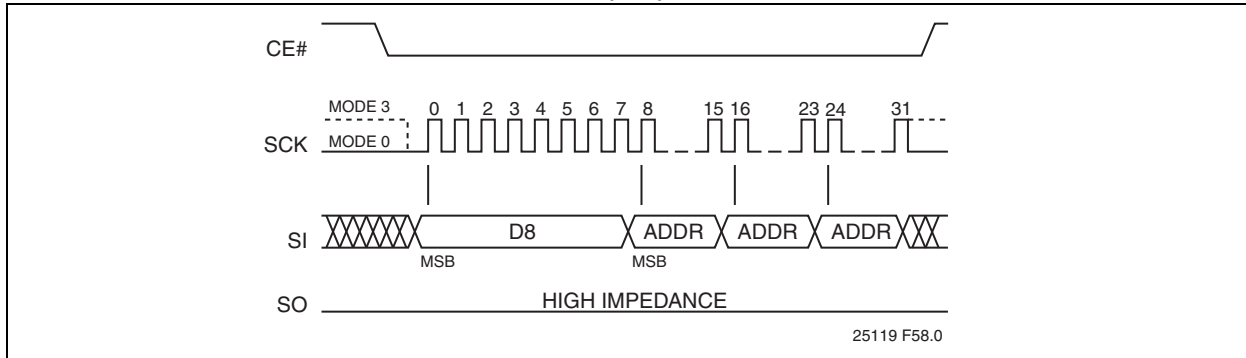 CE#
MODE 3
0 1 2 3 4 5 6 7 8 15 16 23 24 31
SCK
MODE 0
SI
D8 ADDR ADDR ADDR
MSB MSB
SO
HIGH IMPEDANCE
25119 F58.0